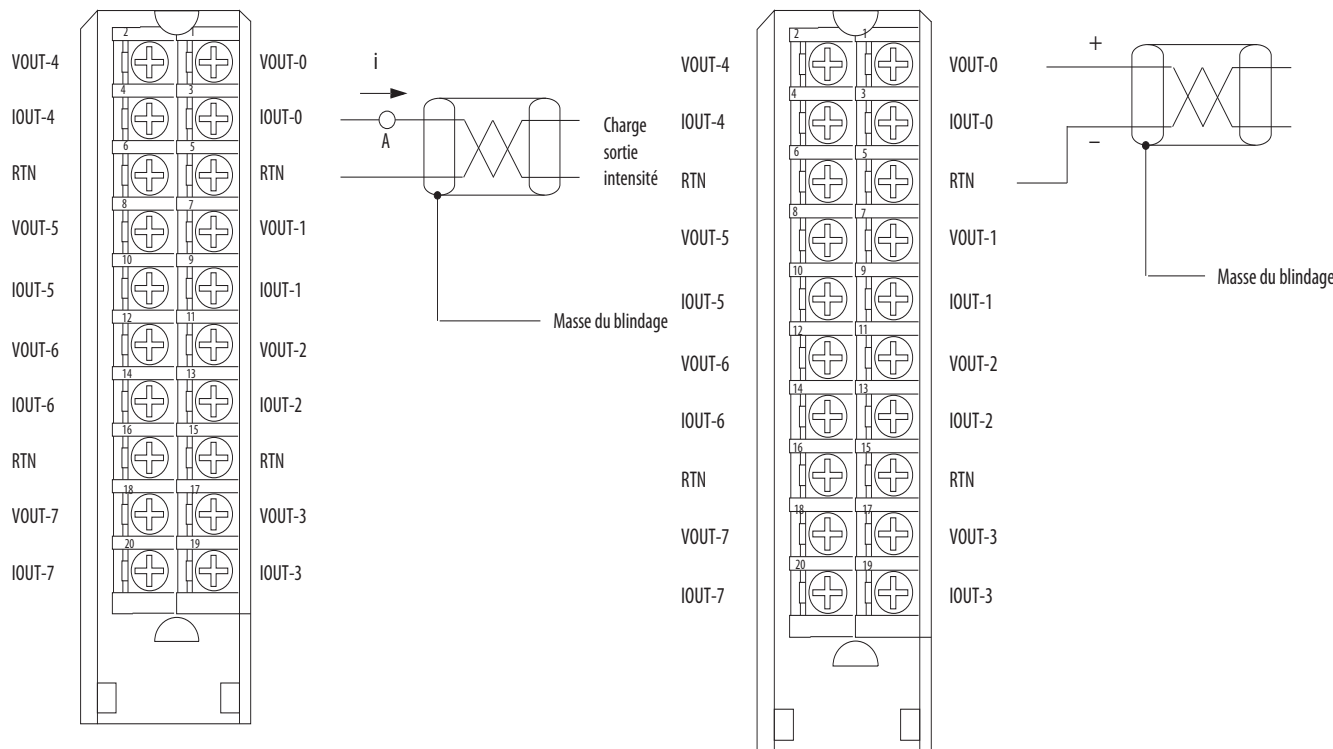 2 1
VOUT-4 VOUT-0
4 3
IOUT-4 IOUT-0
6 5
RTN RTN
8 7
VOUT-5 VOUT-1
10 9
IOUT-5 IOUT-1
12 11
VOUT-6 VOUT-2
14 13
IOUT-6 IOUT-2
16 15
RTN RTN
18 17
VOUT-7 VOUT-3
20 19
IOUT-7 IOUT-3
i
A
Charge
sortie
intensité
Masse du blindage
2 1
VOUT-4 VOUT-0
4 3
IOUT-4 IOUT-0
6 5
RTN RTN
8 7
VOUT-5 VOUT-1
10 9
IOUT-5 IOUT-1
12 11
VOUT-6 VOUT-2
14 13
IOUT-6 IOUT-2
16 15
RTN RTN
18 17
VOUT-7 VOUT-3
20 19
IOUT-7 IOUT-3
+
–
Masse du blindage